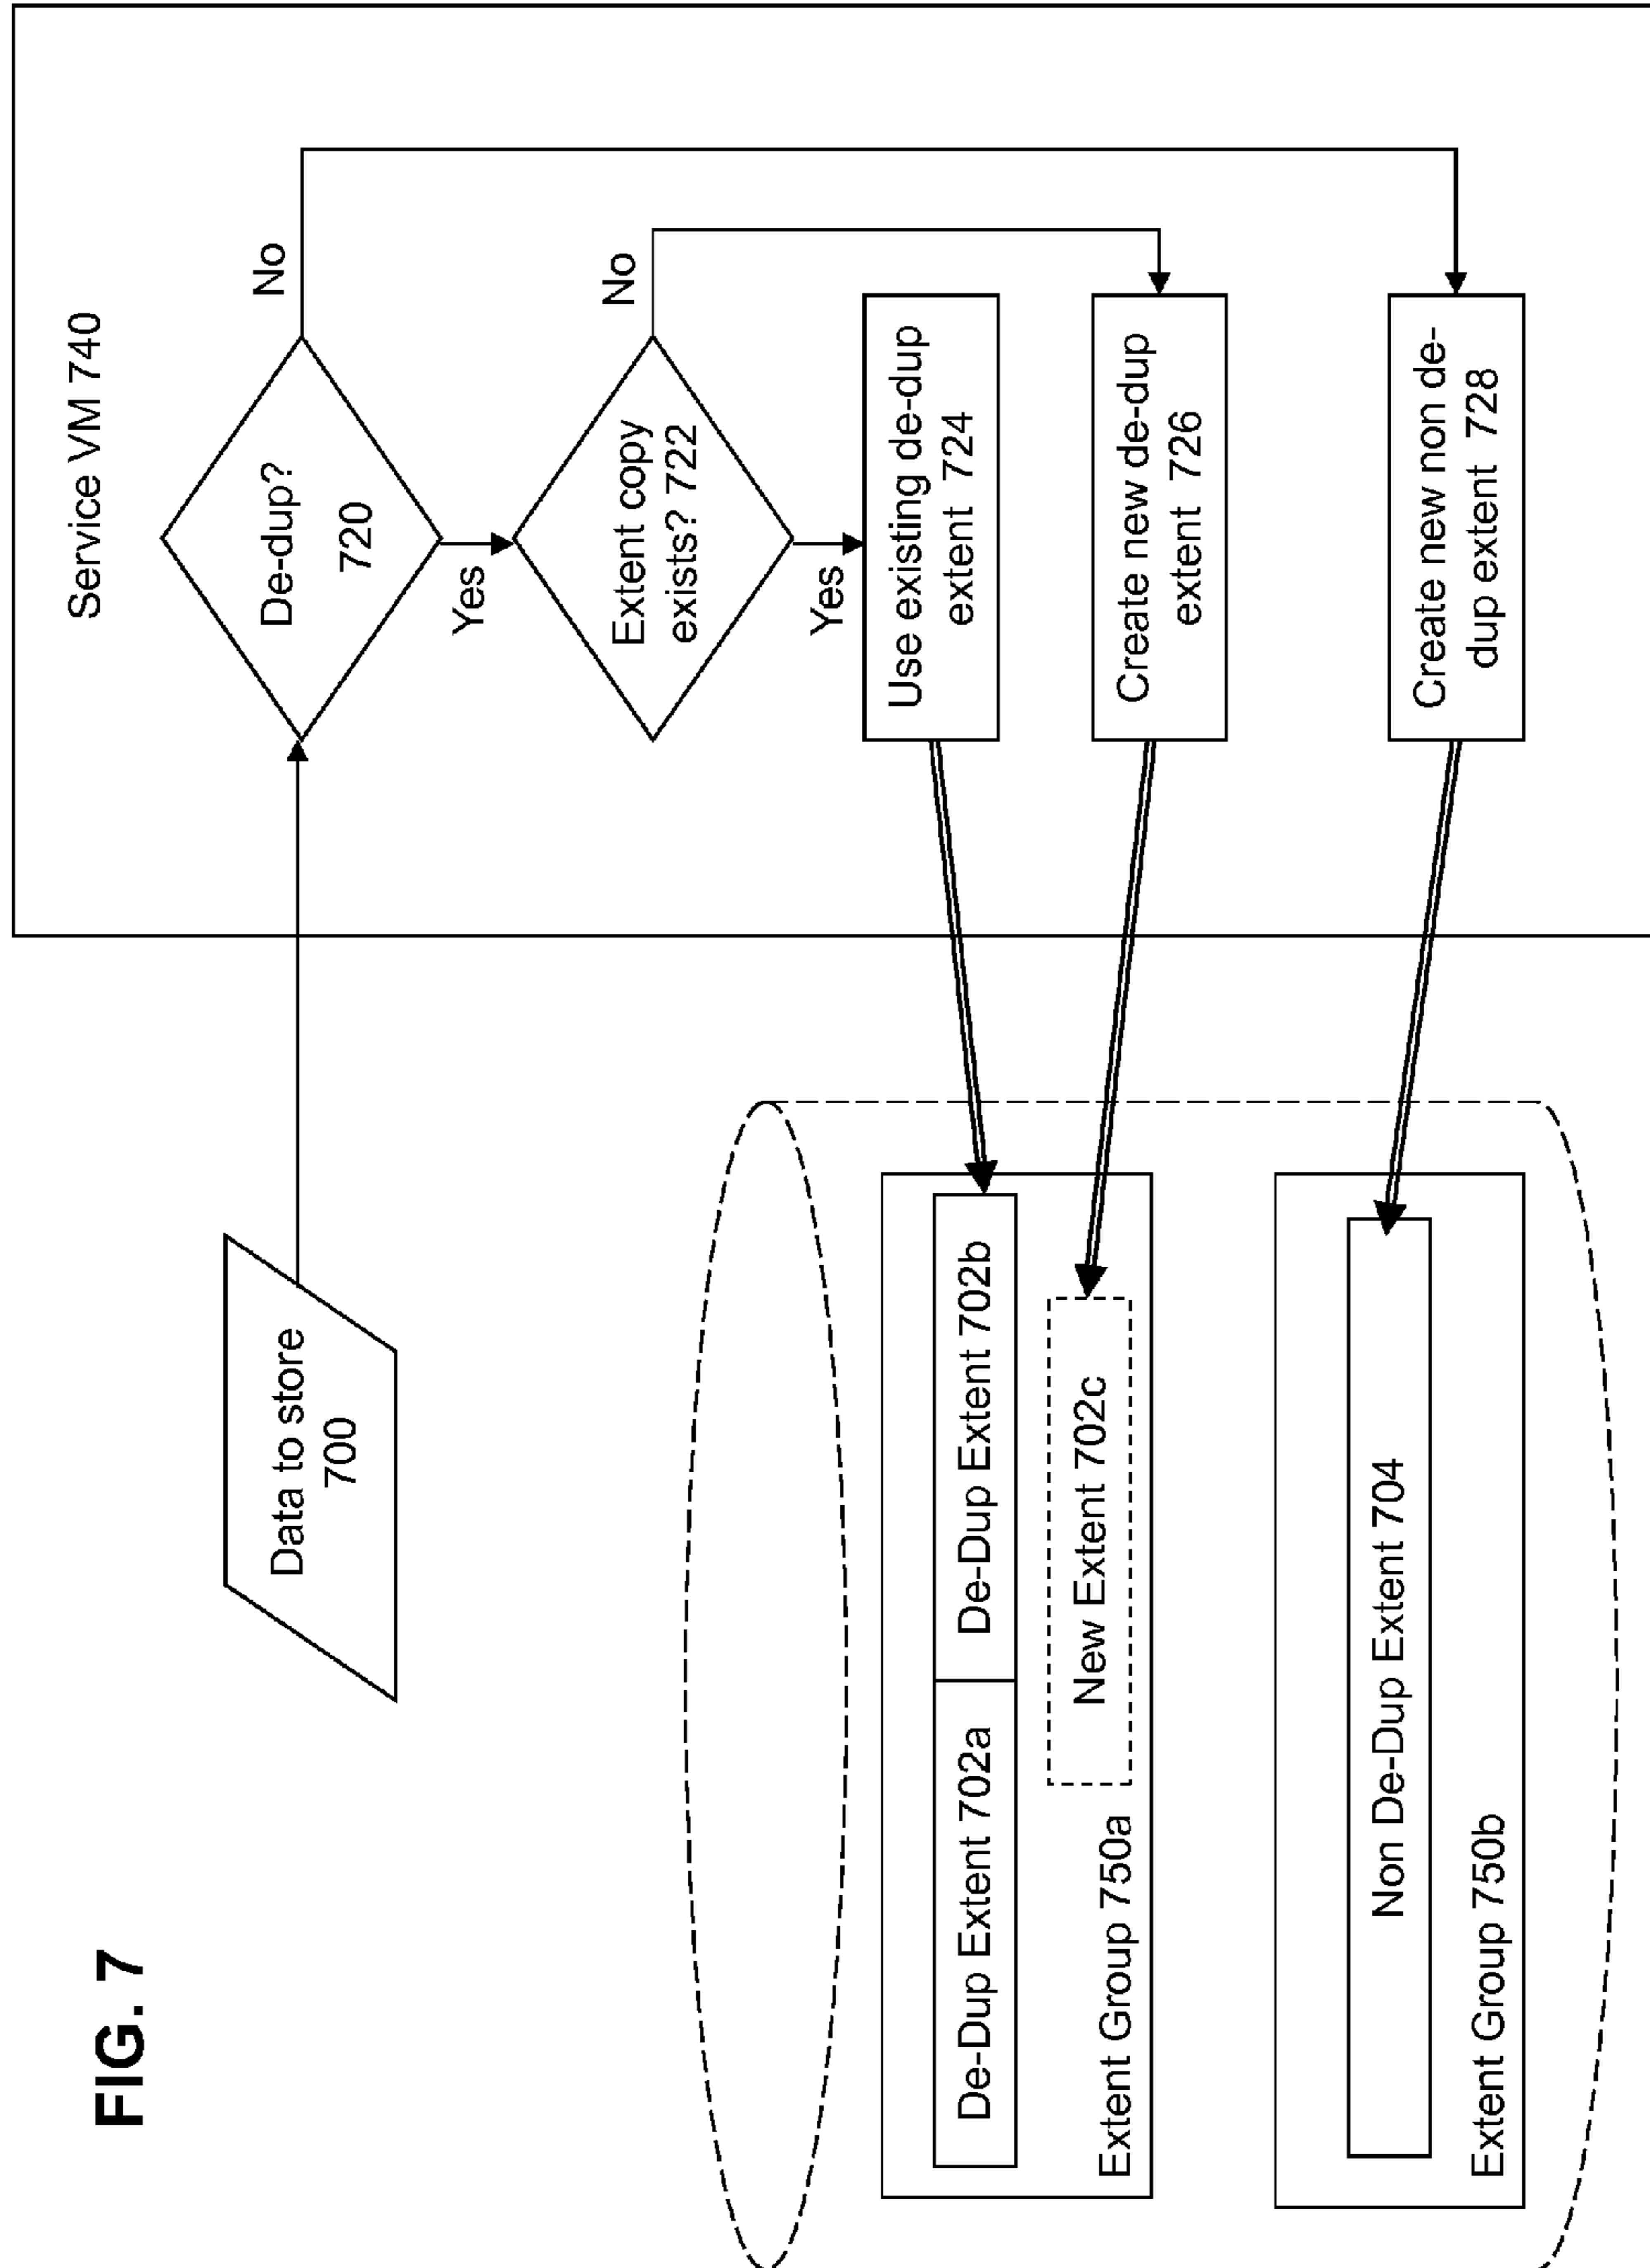 FIG. 7
Data to store
700
Service VM 740
De-dup?
720
No
Yes
Extent copy
exists? 722
No
Yes
Use existing de-dup
extent 724
Create new de-dup
extent 726
Create new non de-
dup extent 728
De-Dup Extent 702a
De-Dup Extent 702b
New Extent 702c
Extent Group 750a
Non De-Dup Extent 704
Extent Group 750b